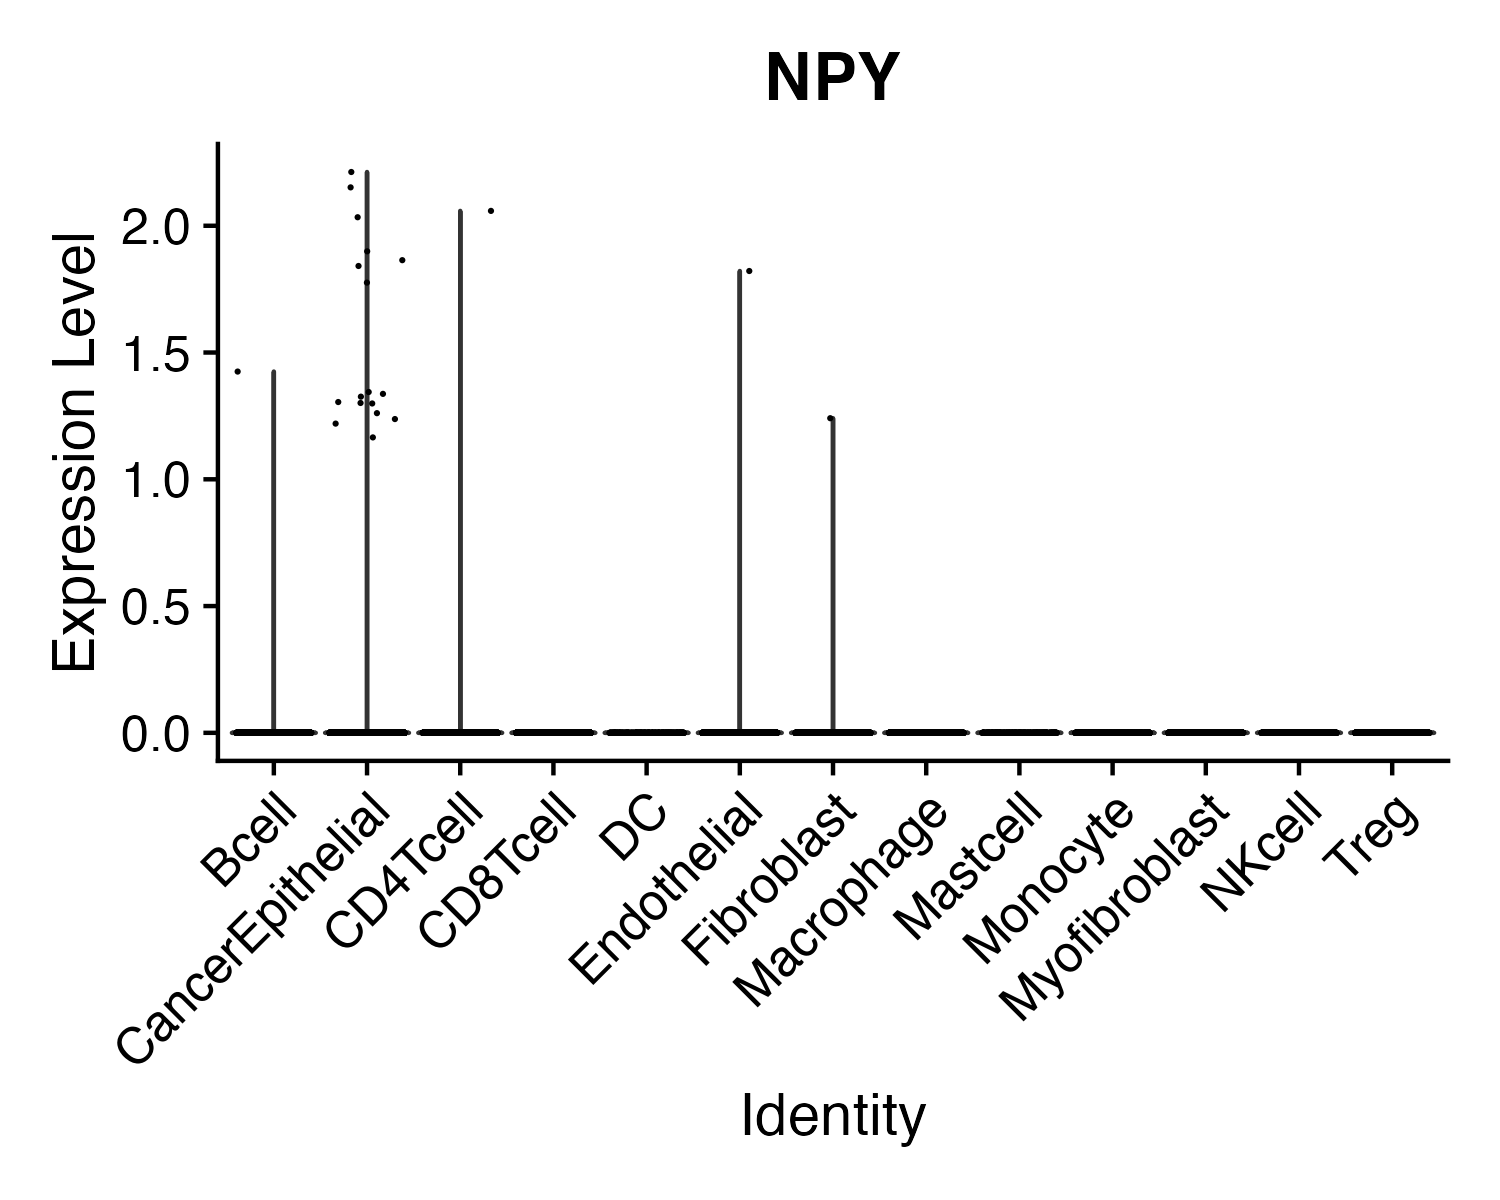 NPY
Expression Level
2.0
1.5
1.0
0.5
0.0
Bcell
CancerEpithelial
CD4Tcell
CD8Tcell
DC
Endothelial
Fibroblast
Macrophage
Mastcell
Monocyte
Myofibroblast
NKcell
Treg
Identity